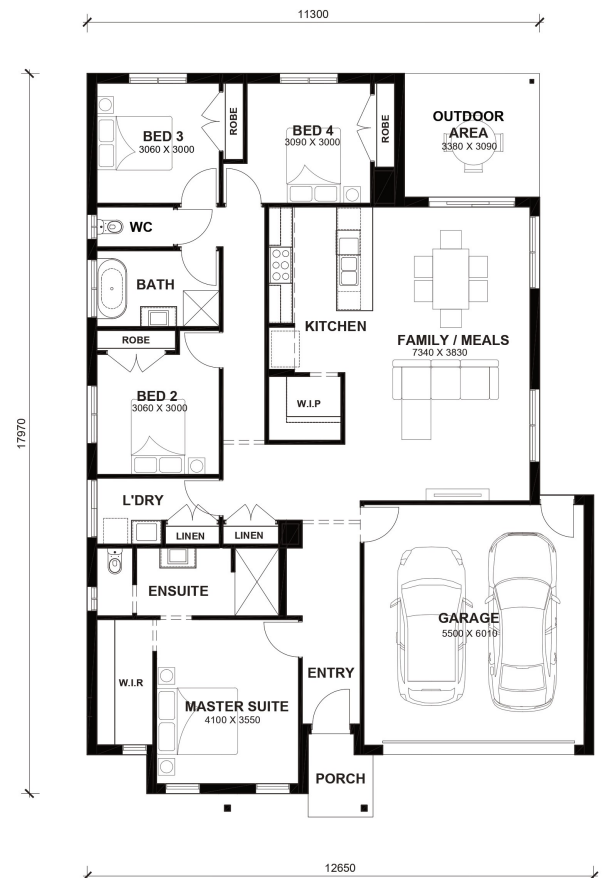 11300
17970
ROBE
BED 3
3060 X 3000
BED 4
3090 X 3000
ROBE
OUTDOOR
AREA
3380 X 3090
WC
BATH
ROBE
KITCHEN
FAMILY / MEALS
7340 X 3830
BED 2
3060 X 3000
W.I.P
L'DRY
LINEN
LINEN
ENSUITE
GARAGE
5500 X 6010
W.I.R
ENTRY
MASTER SUITE
4100 X 3550
PORCH
12650